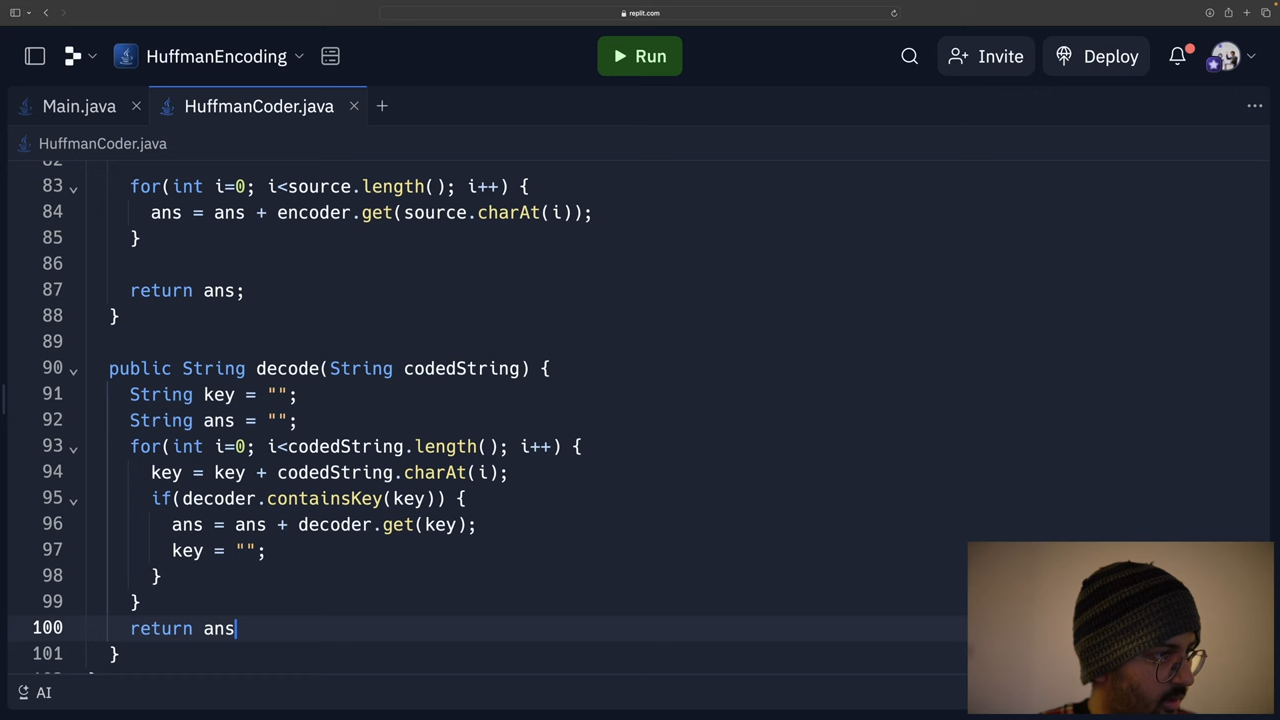 replit.com
HuffmanEncoding
Run
Invite
Deploy
Main.java
HuffmanCoder.java
HuffmanCoder.java
82
83 for(int i=0; i<source.length(); i++) {
84 ans = ans + encoder.get(source.charAt(i));
85 }
86
87 return ans;
88 }
89
90 public String decode(String codedString) {
91 String key = "";
92 String ans = "";
93 for(int i=0; i<codedString.length(); i++) {
94 key = key + codedString.charAt(i);
95 if(decoder.containsKey(key)) {
96 ans = ans + decoder.get(key);
97 key = "";
98 }
99 }
100 return ans
101 }
AI